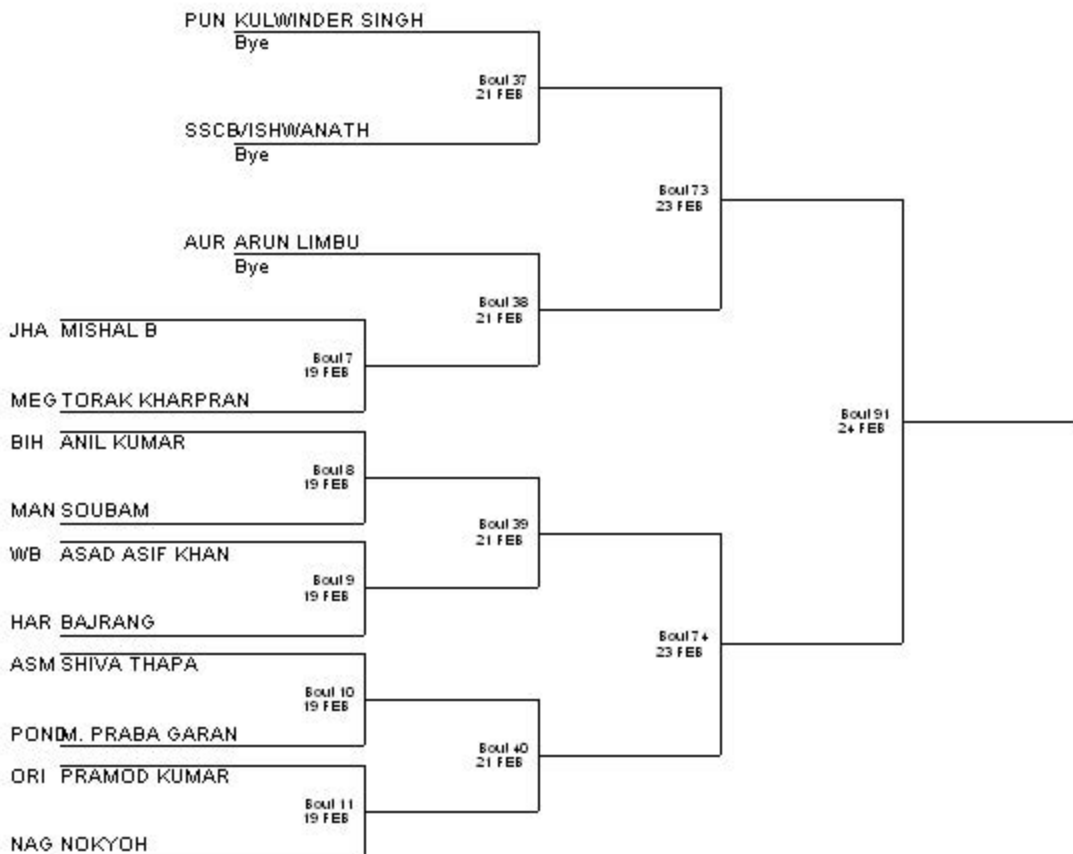 PUN KULWINDER SINGH
Bye
Bout 37
21 FEB
SSCB VISHWANATH
Bye
Bout 73
23 FEB
AUR ARUN LIMBU
Bye
Bout 38
21 FEB
JHA MISHAL B
Bout 7
19 FEB
MEG TORAK KHARPRAN
Bout 91
24 FEB
BIH ANIL KUMAR
Bout 8
19 FEB
MAN SOUBAM
Bout 39
21 FEB
WB ASAD ASIF KHAN
Bout 9
19 FEB
HAR BAJRANG
Bout 74
23 FEB
ASM SHIVA THAPA
Bout 10
19 FEB
POND M. PRABA GARAN
Bout 40
21 FEB
ORI PRAMOD KUMAR
Bout 11
19 FEB
NAG NOKYOH